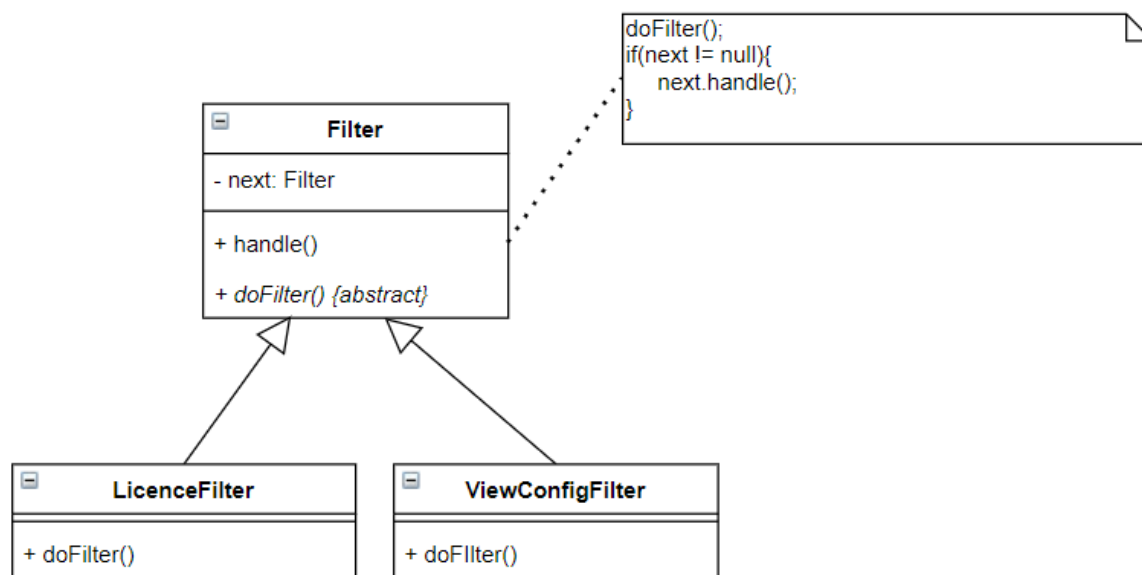 doFilter();
if(next != null){
next.handle();
}
Filter
- next: Filter
+ handle()
+ doFilter() {abstract}
LicenceFilter
+ doFilter()
ViewConfigFilter
+ doFIlter()